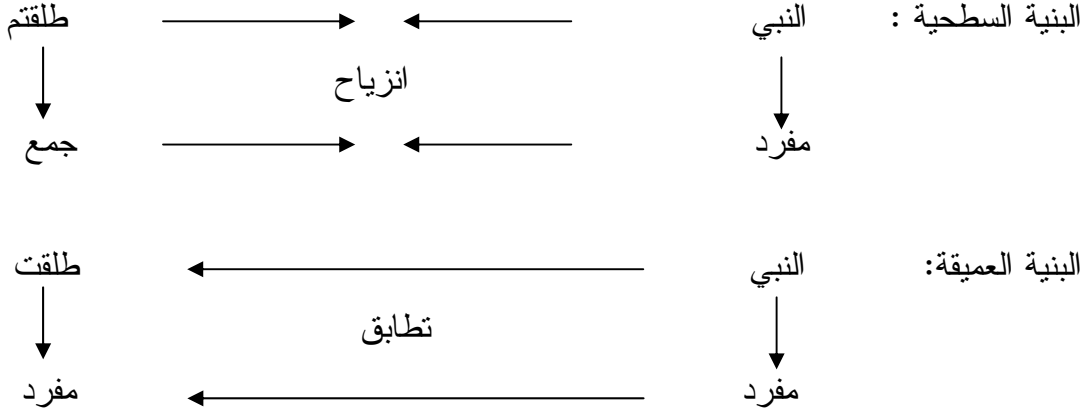 البنية السطحية : النبي طلقتم
انزياح
مفرد جمع
البنية العميقة: النبي طلقت
تطابق
مفرد مفرد